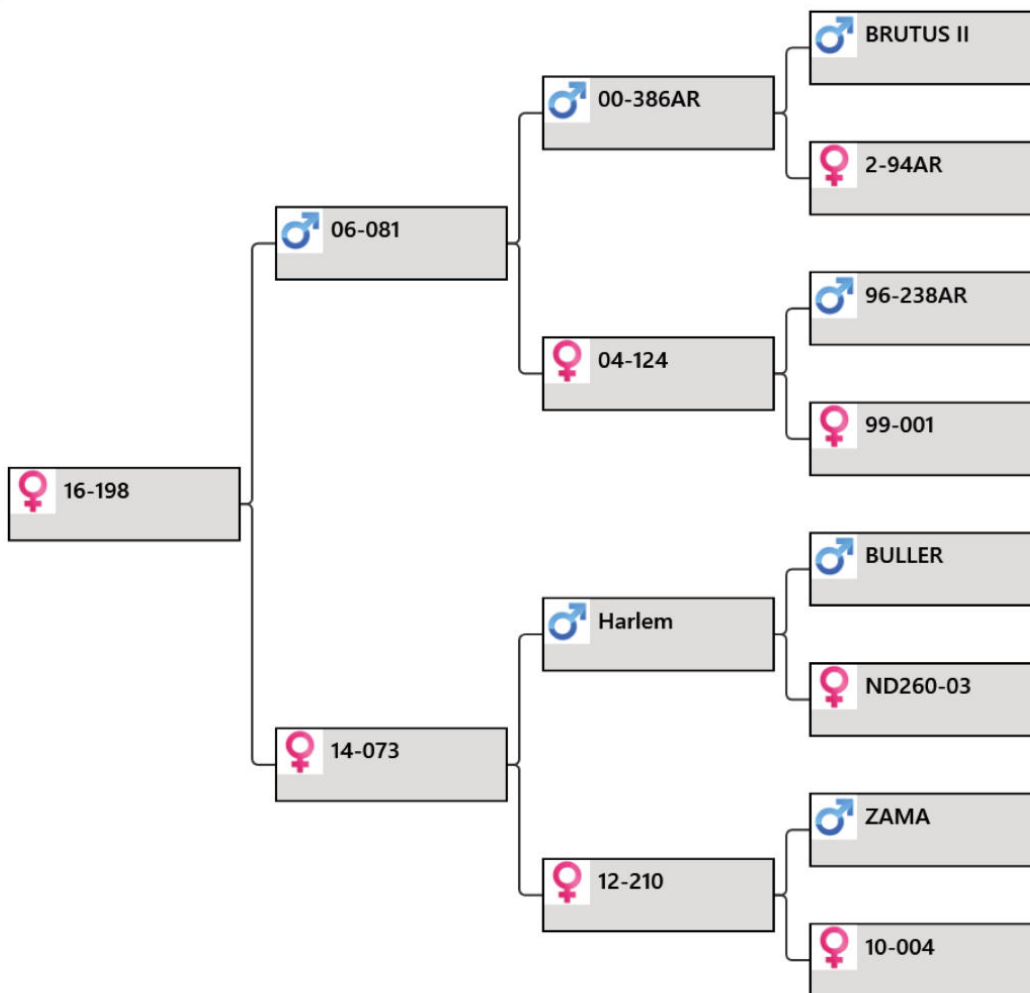 BRUTUS II
00-386AR
2-94AR
06-081
96-238AR
04-124
99-001
16-198
BULLER
Harlem
ND260-03
14-073
ZAMA
12-210
10-004